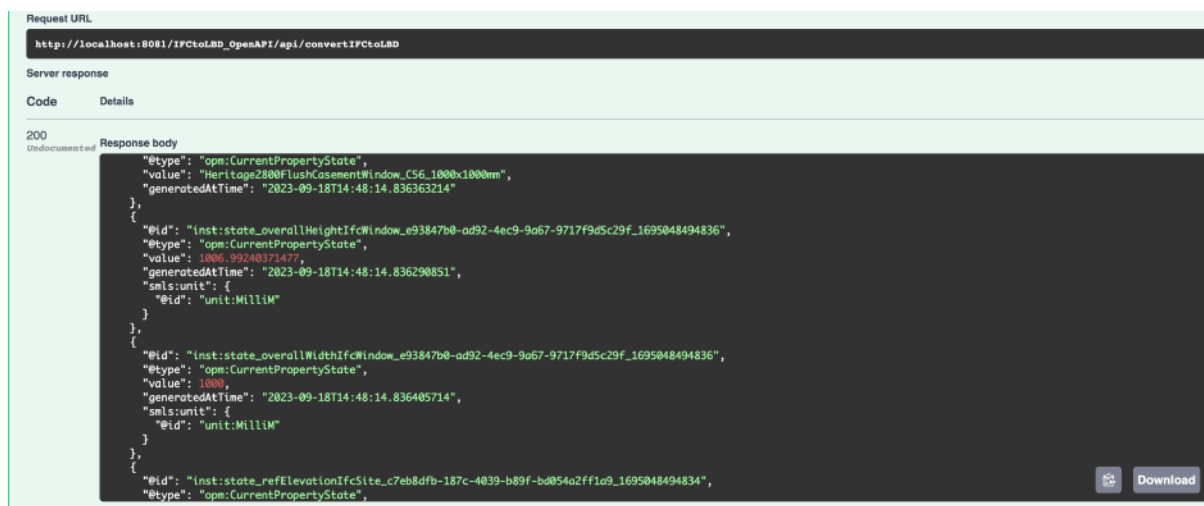 Request URL
http://localhost:8081/IFCtoLBD_OpenAPI/api/convertIFCtoLBD
Server response
Code Details
200
Undocumented
Response body
"@type": "opm:CurrentPropertyState",
"value": "Heritage2800FlushCasementWindow_C56_1000x1000mm",
"generatedAtTime": "2023-09-18T14:48:14.836363214"
},
{
"@id": "inst:state_overallHeightIfcWindow_e93847b0-ad92-4ec9-9a67-9717f9d5c29f_1695048494836",
"@type": "opm:CurrentPropertyState",
"value": 1006.99240371477,
"generatedAtTime": "2023-09-18T14:48:14.836290851",
"smls:unit": {
"@id": "unit:MilliM"
}
},
{
"@id": "inst:state_overallWidthIfcWindow_e93847b0-ad92-4ec9-9a67-9717f9d5c29f_1695048494836",
"@type": "opm:CurrentPropertyState",
"value": 1000,
"generatedAtTime": "2023-09-18T14:48:14.836405714",
"smls:unit": {
"@id": "unit:MilliM"
}
},
{
"@id": "inst:state_refElevationIfcSite_c7eb8dfb-187c-4039-b89f-bd054a2ff1a9_1695048494834",
"@type": "opm:CurrentPropertyState",
Download